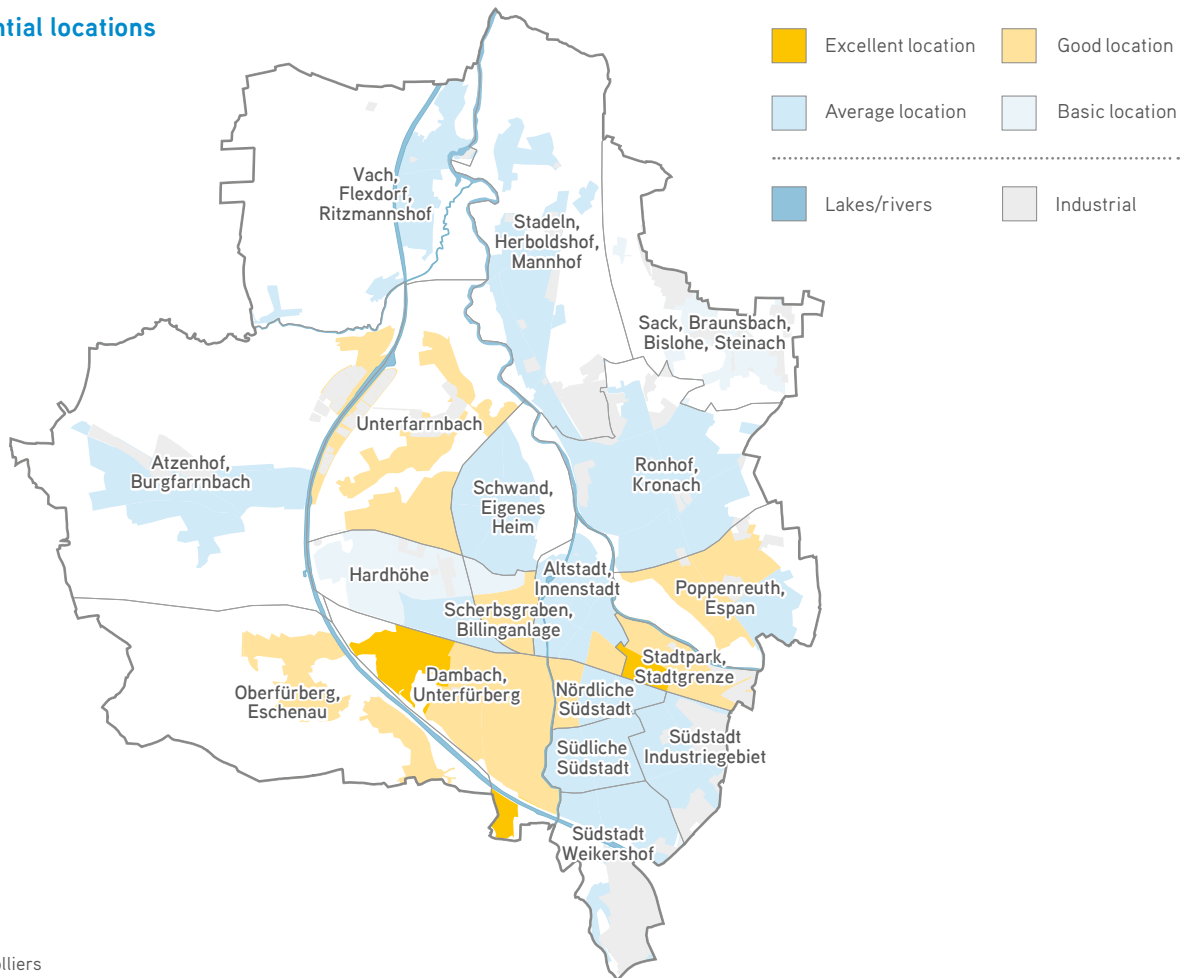 ntial locations
Excellent location
Good location
Average location
Basic location
Lakes/rivers
Industrial
Vach,
Flexdorf,
Ritzmannshof
Stadeln,
Herboldshof,
Mannhof
Sack, Braunsbach,
Bislohe, Steinach
Unterfarrnbach
Atzenhof,
Burgfarrnbach
Ronhof,
Kronach
Schwand,
Eigenes
Heim
Hardhöhe
Altstadt,
Innenstadt
Poppenreuth,
Espan
Scherbsgraben,
Billinganlage
Stadtpark,
Stadtgrenze
Dambach,
Unterfürberg
Oberfürberg,
Eschenau
Nördliche
Südstadt
Südstadt
Industriegebiet
Südliche
Südstadt
Südstadt
Weikershof
lliers